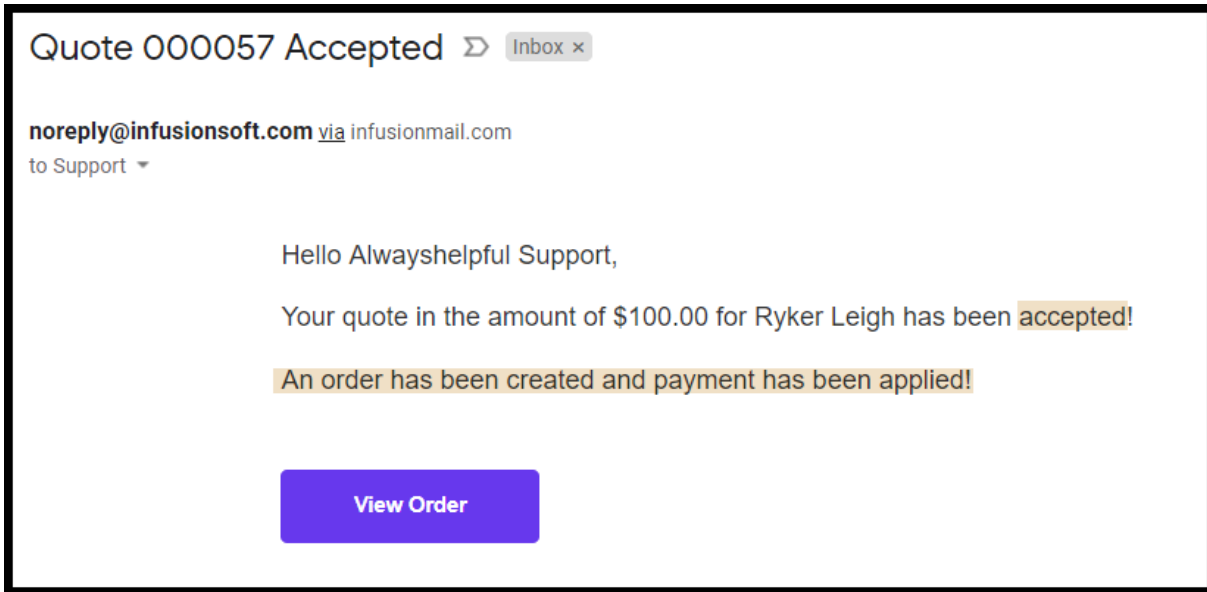 Quote 000057 Accepted Inbox ×
noreply@infusionsoft.com via infusionmail.com
to Support
Hello Alwayshelpful Support,
Your quote in the amount of $100.00 for Ryker Leigh has been accepted!
An order has been created and payment has been applied!
View Order